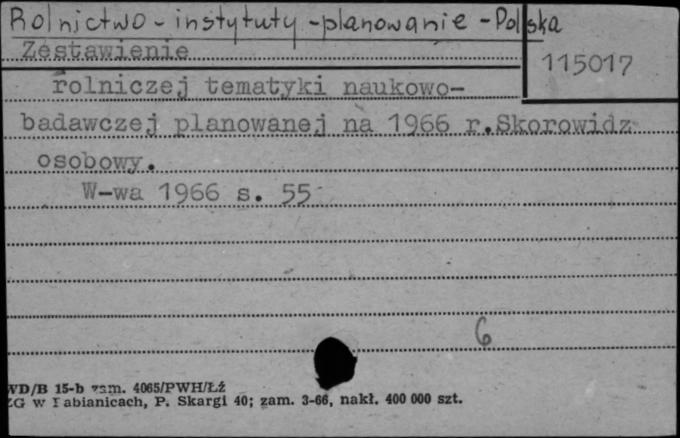 Rolnictwo - instytuty - planowanie - Polska
Zestawienie
115017
rolniczej tematyki naukowo-
badawczej planowanej na 1966 r. Skorowidz
osobowy.
W-wa 1966 s. 55
6
WD/B 15-b zam. 4065/PWH/Łź
ZG w Pabianicach, P. Skargi 40; zam. 3-66, nakł. 400 000 szt.